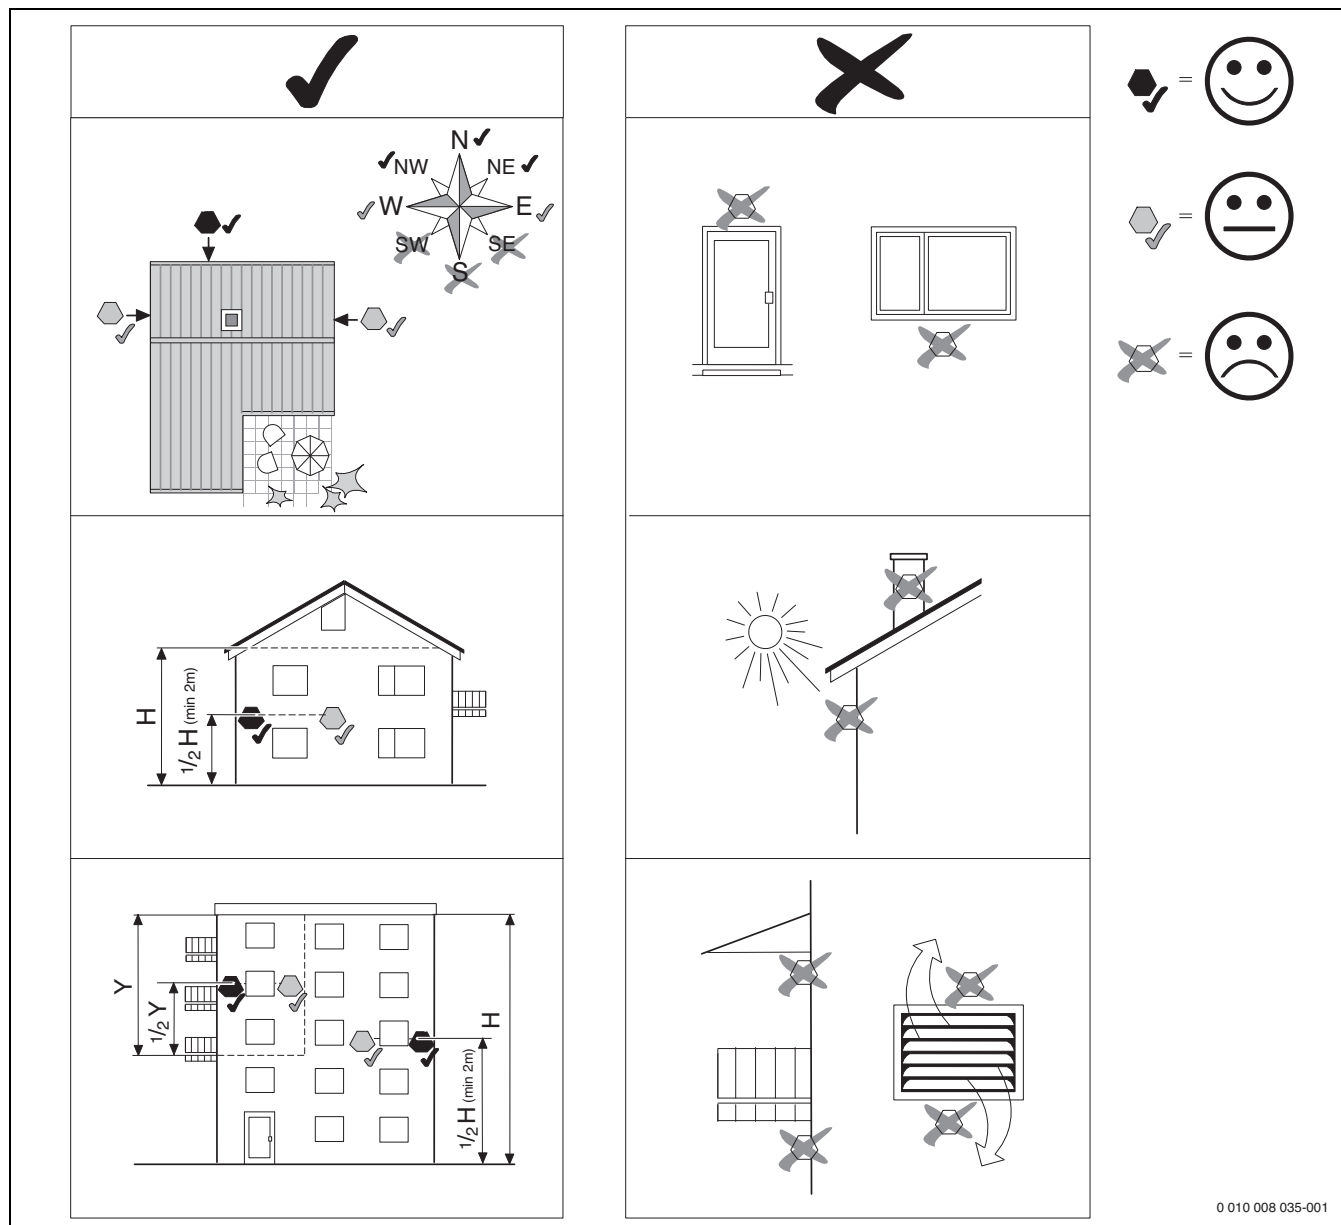 N
NW NE
W E
SW SE
S
=
=
=
H
1/2 H (min 2m)
Y
1/2 Y
H
1/2 H (min 2m)
0 010 008 035-001